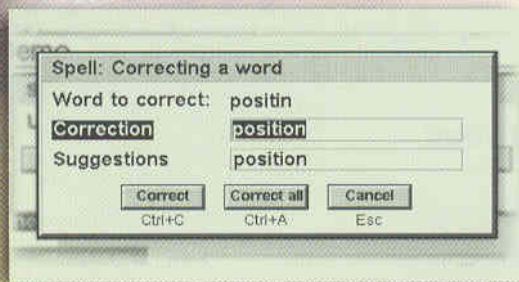 Spell: Correcting a word
Word to correct: positin
Correction position
Suggestions position
Correct Correct all Cancel
Ctrl+C Ctrl+A Esc